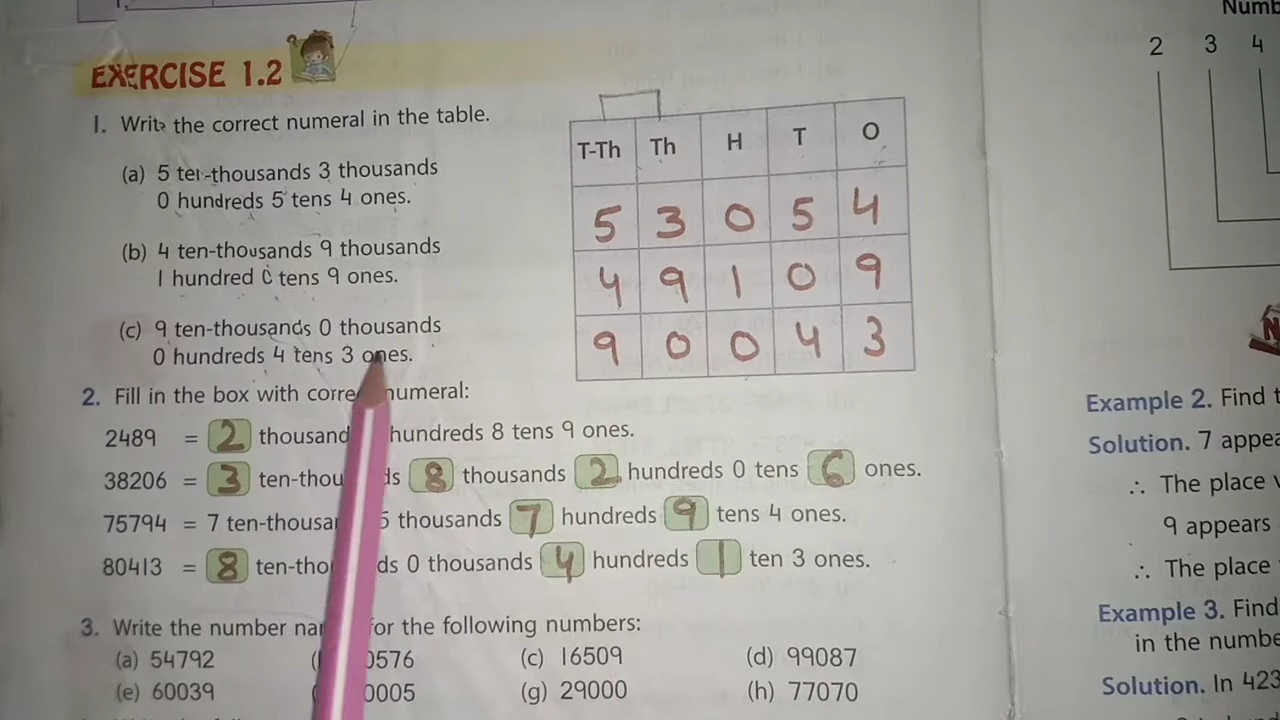 Numb
2 3 4
EXERCISE 1.2
1. Write the correct numeral in the table.
(a) 5 ten-thousands 3 thousands
0 hundreds 5 tens 4 ones.
(b) 4 ten-thousands 9 thousands
1 hundred 0 tens 9 ones.
(c) 9 ten-thousands 0 thousands
0 hundreds 4 tens 3 ones.
T-Th Th H T O
5 3 0 5 4
4 9 1 0 9
9 0 0 4 3
2. Fill in the box with corre numeral:
2489 = 2 thousand hundreds 8 tens 9 ones.
38206 = 3 ten-thou ds 8 thousands 2 hundreds 0 tens 6 ones.
75794 = 7 ten-thousa 5 thousands 7 hundreds 9 tens 4 ones.
80413 = 8 ten-tho ds 0 thousands 4 hundreds 1 ten 3 ones.
3. Write the number na for the following numbers:
(a) 54792 0576 (c) 16509 (d) 99087
(e) 60039 0005 (g) 29000 (h) 77070
Example 2. Find t
Solution. 7 appea
∴ The place
9 appears
∴ The place
Example 3. Find
in the numbe
Solution. In 423